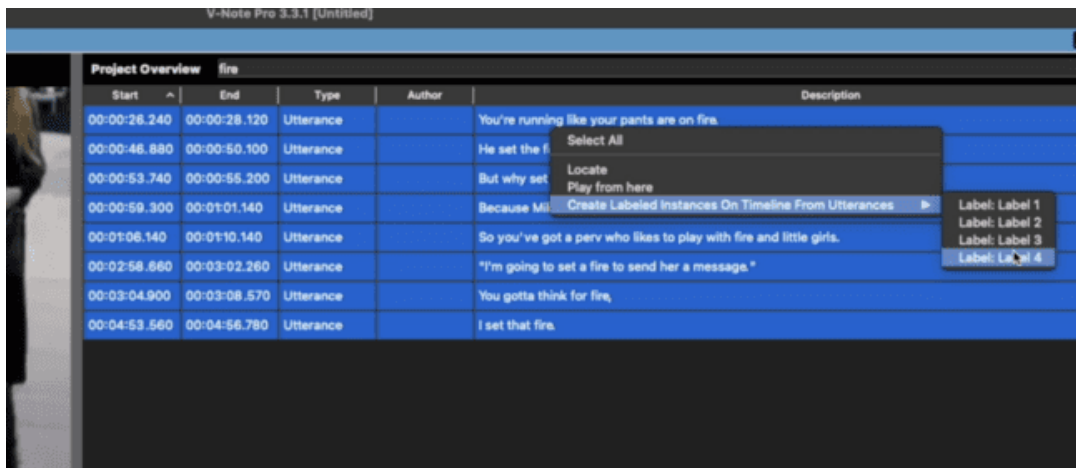 V-Note Pro 3.3.1 [Untitled]
Project Overview fire
Start End Type Author Description
00:00:26.240 00:00:28.120 Utterance You're running like your pants are on fire.
00:00:46.880 00:00:50.100 Utterance He set the f
00:00:53.740 00:00:55.200 Utterance But why set
00:00:59.300 00:01:01.140 Utterance Because Mi
00:01:06.140 00:01:10.140 Utterance So you've got a perv who likes to play with fire and little girls.
00:02:58.660 00:03:02.260 Utterance "I'm going to set a fire to send her a message."
00:03:04.900 00:03:08.570 Utterance You gotta think for fire,
00:04:53.560 00:04:56.780 Utterance I set that fire.
Select All
Locate
Play from here
Create Labeled Instances On Timeline From Utterances
Label: Label 1
Label: Label 2
Label: Label 3
Label: Label 4